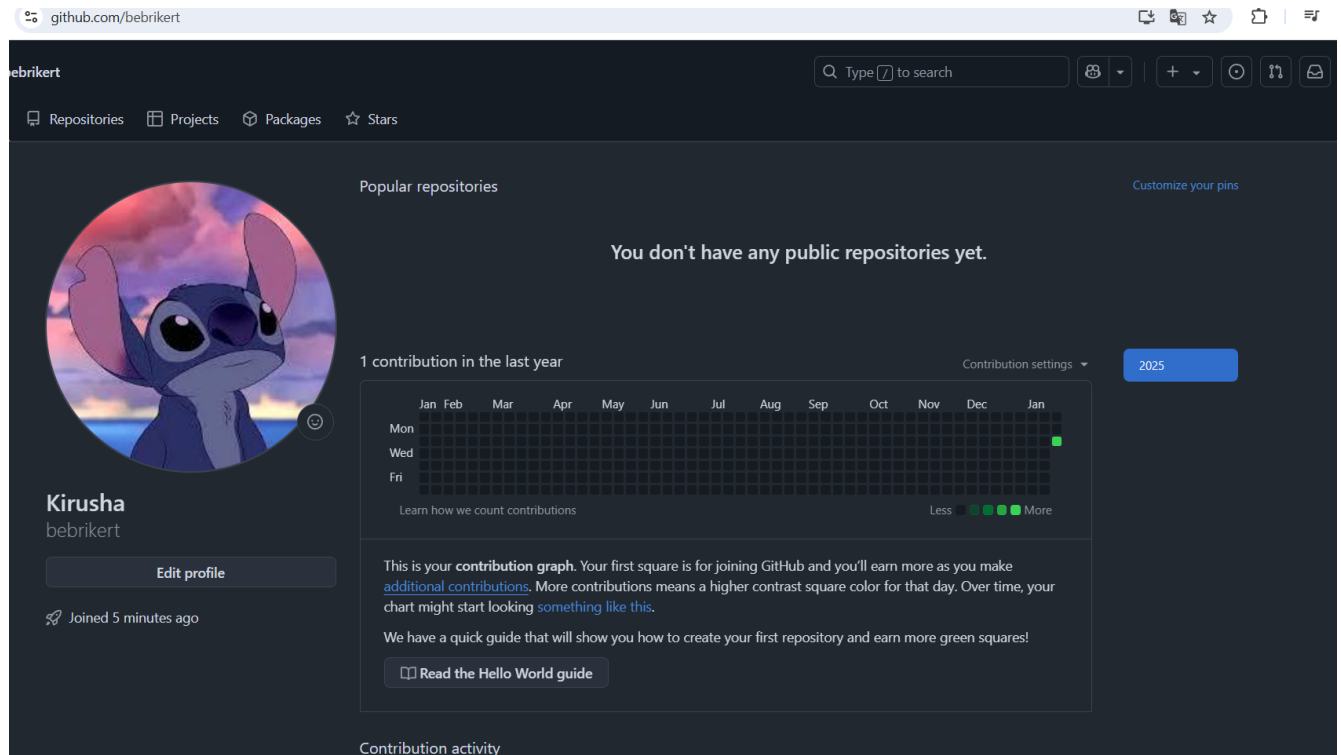 github.com/bebrikert
bebrikert
Type / to search
Repositories Projects Packages Stars
Popular repositories
Customize your pins
You don't have any public repositories yet.
1 contribution in the last year
Contribution settings
2025
Jan Feb Mar Apr May Jun Jul Aug Sep Oct Nov Dec Jan
Mon
Wed
Fri
Learn how we count contributions
Less More
Kirusha
bebrikert
Edit profile
Joined 5 minutes ago
This is your contribution graph. Your first square is for joining GitHub and you'll earn more as you make
additional contributions. More contributions means a higher contrast square color for that day. Over time, your
chart might start looking something like this.
We have a quick guide that will show you how to create your first repository and earn more green squares!
Read the Hello World guide
Contribution activity